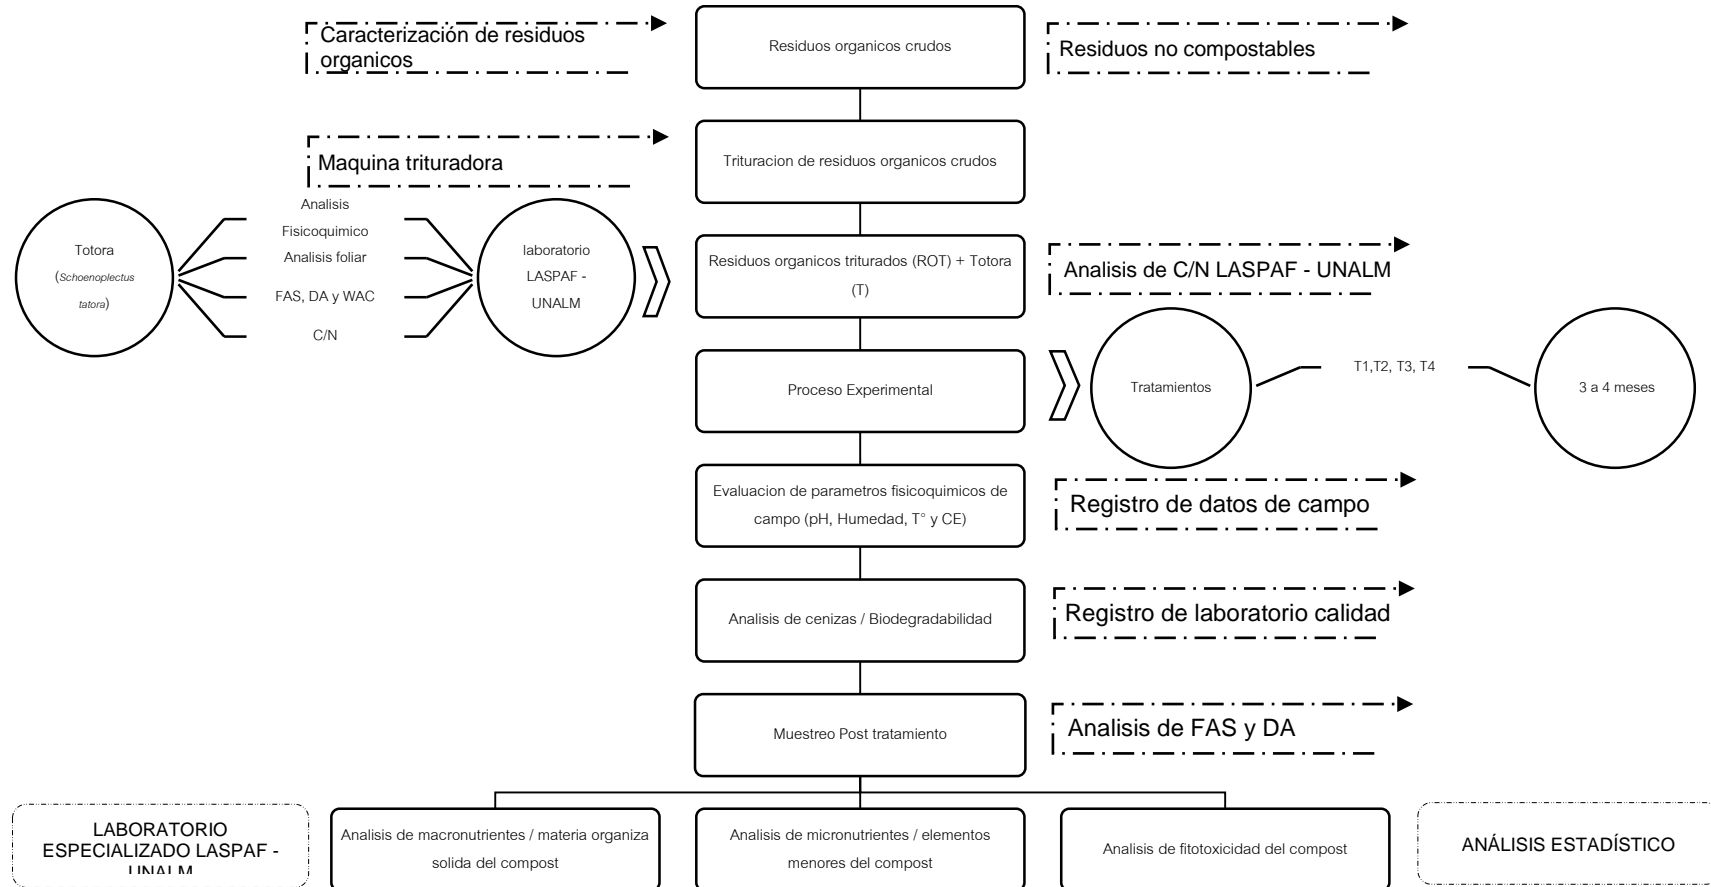 Caracterización de residuos
organicos
Residuos organicos crudos
Residuos no compostables
Maquina trituradora
Trituracion de residuos organicos crudos
Totora
(Schoenoplectus
tatora)
Analisis
Fisicoquimico
Analisis foliar
FAS, DA y WAC
C/N
laboratorio
LASPAF -
UNALM
Residuos organicos triturados (ROT) + Totora
(T)
Analisis de C/N LASPAF - UNALM
Proceso Experimental
Tratamientos
T1,T2, T3, T4
3 a 4 meses
Evaluacion de parametros fisicoquimicos de
campo (pH, Humedad, T° y CE)
Registro de datos de campo
Analisis de cenizas / Biodegradabilidad
Registro de laboratorio calidad
Muestreo Post tratamiento
Analisis de FAS y DA
LABORATORIO
ESPECIALIZADO LASPAF -
UNALM
Analisis de macronutrientes / materia organiza
solida del compost
Analisis de micronutrientes / elementos
menores del compost
Analisis de fitotoxicidad del compost
ANÁLISIS ESTADÍSTICO